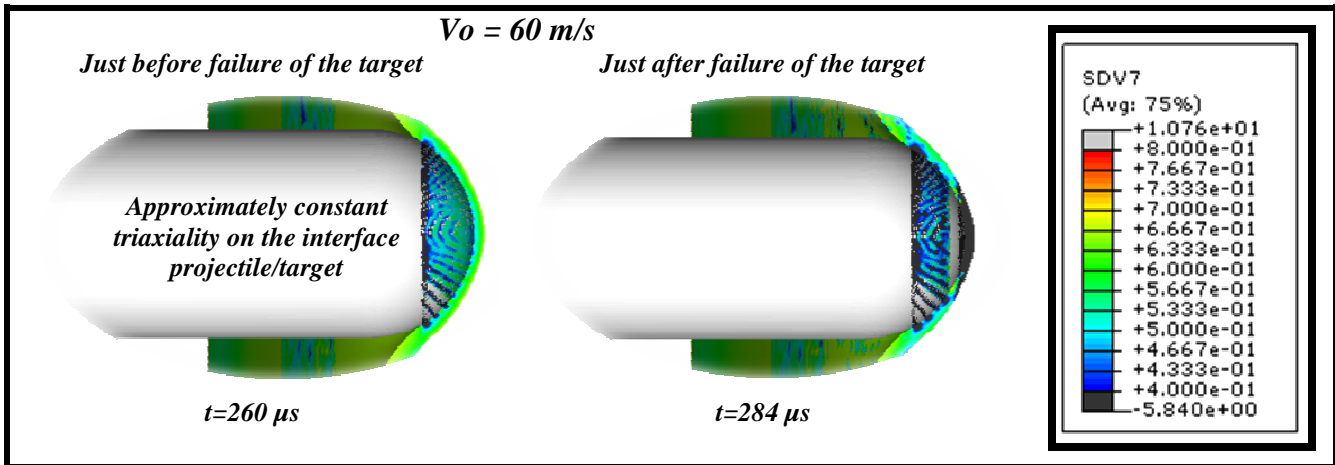 Vo = 60 m/s
Just before failure of the target
Just after failure of the target
Approximately constant
triaxiality on the interface
projectile/target
t=260 μs
t=284 μs
SDV7
(Avg: 75%)
+1.076e+01
+8.000e-01
+7.667e-01
+7.333e-01
+7.000e-01
+6.667e-01
+6.333e-01
+6.000e-01
+5.667e-01
+5.333e-01
+5.000e-01
+4.667e-01
+4.333e-01
+4.000e-01
-5.840e+00